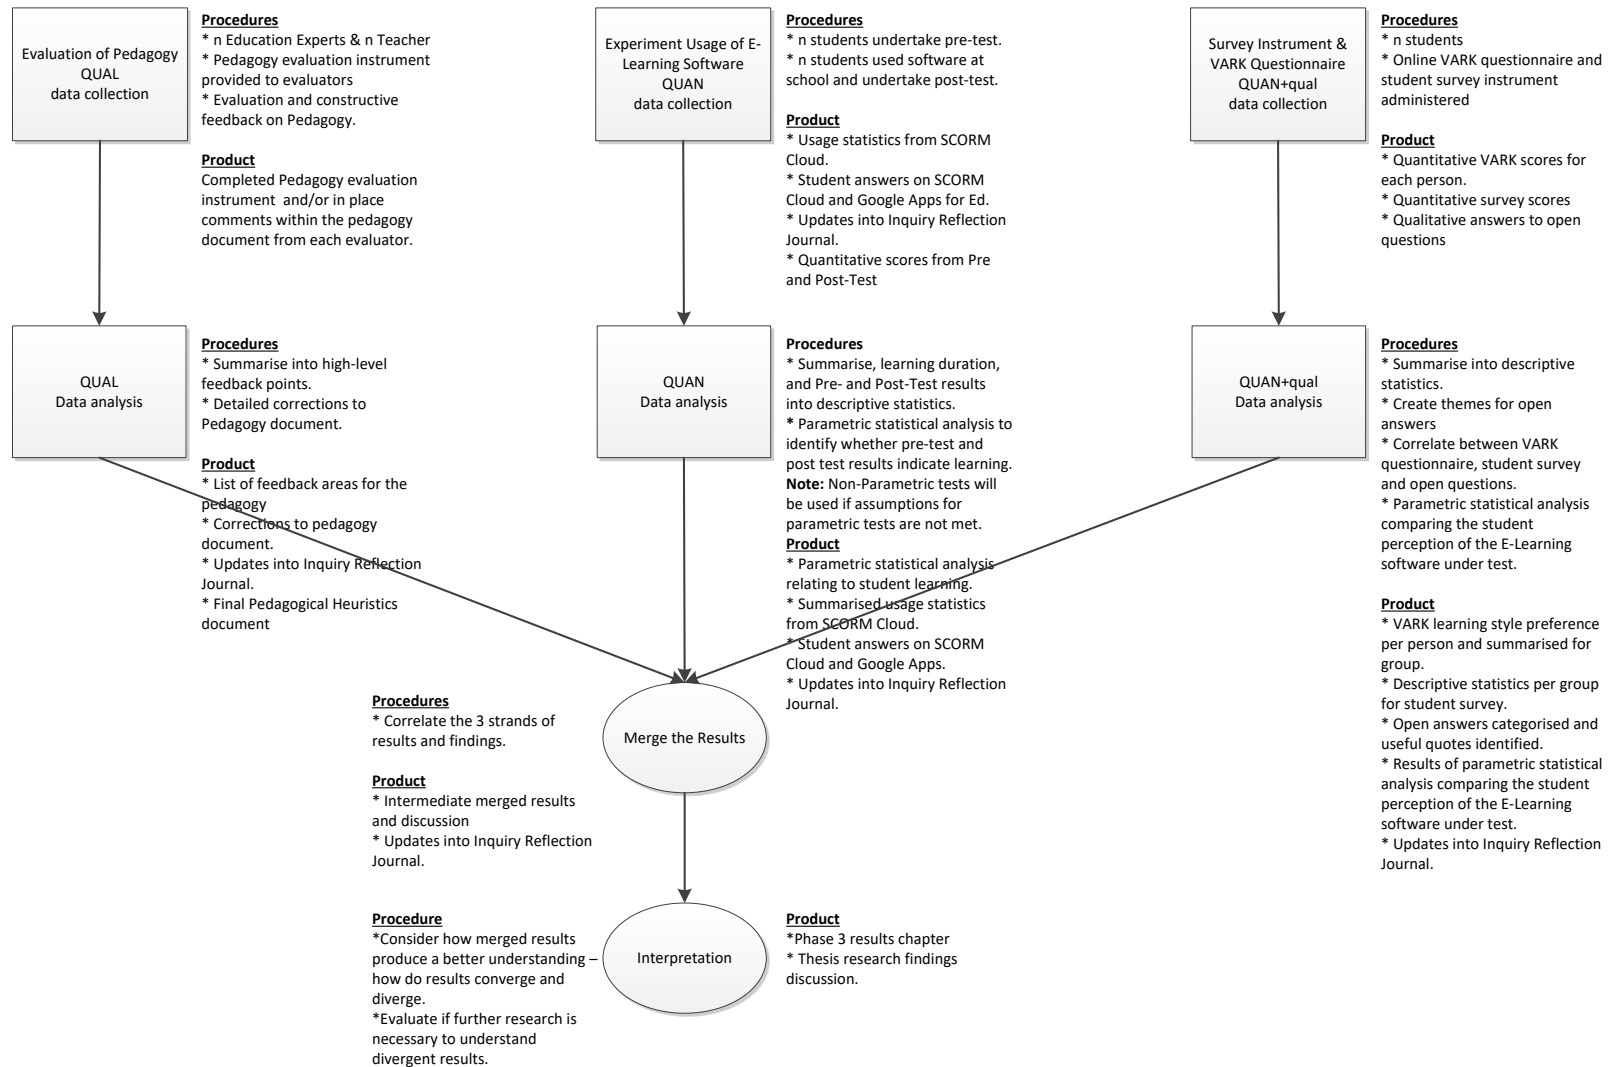 Evaluation of Pedagogy
QUAL
data collection
Procedures
* n Education Experts & n Teacher
* Pedagogy evaluation instrument
provided to evaluators
* Evaluation and constructive
feedback on Pedagogy.
Product
Completed Pedagogy evaluation
instrument and/or in place
comments within the pedagogy
document from each evaluator.
Experiment Usage of E-
Learning Software
QUAN
data collection
Procedures
* n students undertake pre-test.
* n students used software at
school and undertake post-test.
Product
* Usage statistics from SCORM
Cloud.
* Student answers on SCORM
Cloud and Google Apps for Ed.
* Updates into Inquiry Reflection
Journal.
* Quantitative scores from Pre
and Post-Test
Survey Instrument &
VARK Questionnaire
QUAN+qual
data collection
Procedures
* n students
* Online VARK questionnaire and
student survey instrument
administered
Product
* Quantitative VARK scores for
each person.
* Quantitative survey scores
* Qualitative answers to open
questions
QUAL
Data analysis
Procedures
* Summarise into high-level
feedback points.
* Detailed corrections to
Pedagogy document.
Product
* List of feedback areas for the
pedagogy
* Corrections to pedagogy
document.
* Updates into Inquiry Reflection
Journal.
* Final Pedagogical Heuristics
document
QUAN
Data analysis
Procedures
* Summarise, learning duration,
and Pre- and Post-Test results
into descriptive statistics.
* Parametric statistical analysis to
identify whether pre-test and
post test results indicate learning.
Note: Non-Parametric tests will
be used if assumptions for
parametric tests are not met.
Product
* Parametric statistical analysis
relating to student learning.
* Summarised usage statistics
from SCORM Cloud.
* Student answers on SCORM
Cloud and Google Apps.
* Updates into Inquiry Reflection
Journal.
QUAN+qual
Data analysis
Procedures
* Summarise into descriptive
statistics.
* Create themes for open
answers
* Correlate between VARK
questionnaire, student survey
and open questions.
* Parametric statistical analysis
comparing the student
perception of the E-Learning
software under test.
Product
* VARK learning style preference
per person and summarised for
group.
* Descriptive statistics per group
for student survey.
* Open answers categorised and
useful quotes identified.
* Results of parametric statistical
analysis comparing the student
perception of the E-Learning
software under test.
* Updates into Inquiry Reflection
Journal.
Procedures
* Correlate the 3 strands of
results and findings.
Product
* Intermediate merged results
and discussion
* Updates into Inquiry Reflection
Journal.
Merge the Results
Procedure
*Consider how merged results
produce a better understanding –
how do results converge and
diverge.
*Evaluate if further research is
necessary to understand
divergent results.
Interpretation
Product
*Phase 3 results chapter
* Thesis research findings
discussion.